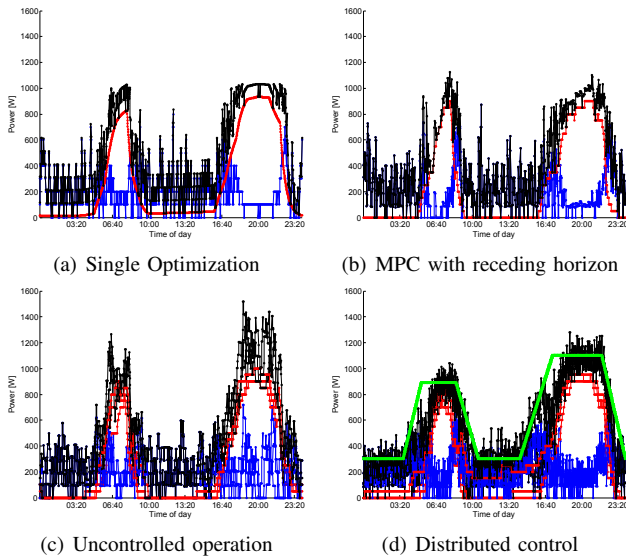 1600
1400
1200
1000
800
600
400
200
0
Power [W]
03:20 06:40 10:00 13:20 16:40 20:00 23:20
Time of day
(a) Single Optimization
1600
1400
1200
1000
800
600
400
200
0
Power [W]
03:20 06:40 10:00 13:20 16:40 20:00 23:20
Time of day
(b) MPC with receding horizon
1600
1400
1200
1000
800
600
400
200
0
Power [W]
03:20 06:40 10:00 13:20 16:40 20:00 23:20
Time of day
(c) Uncontrolled operation
1600
1400
1200
1000
800
600
400
200
0
Power [W]
03:20 06:40 10:00 13:20 16:40 20:00 23:20
Time of day
(d) Distributed control